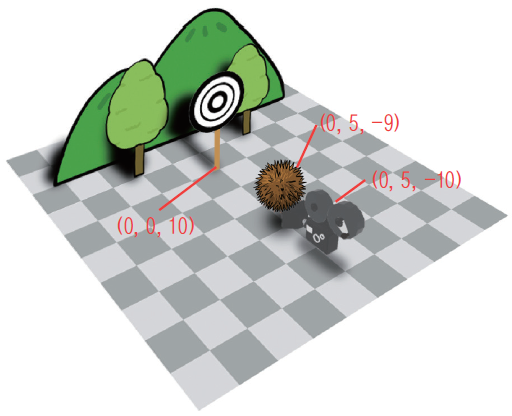 (0, 5, -9)
(0, 5, -10)
(0, 0, 10)